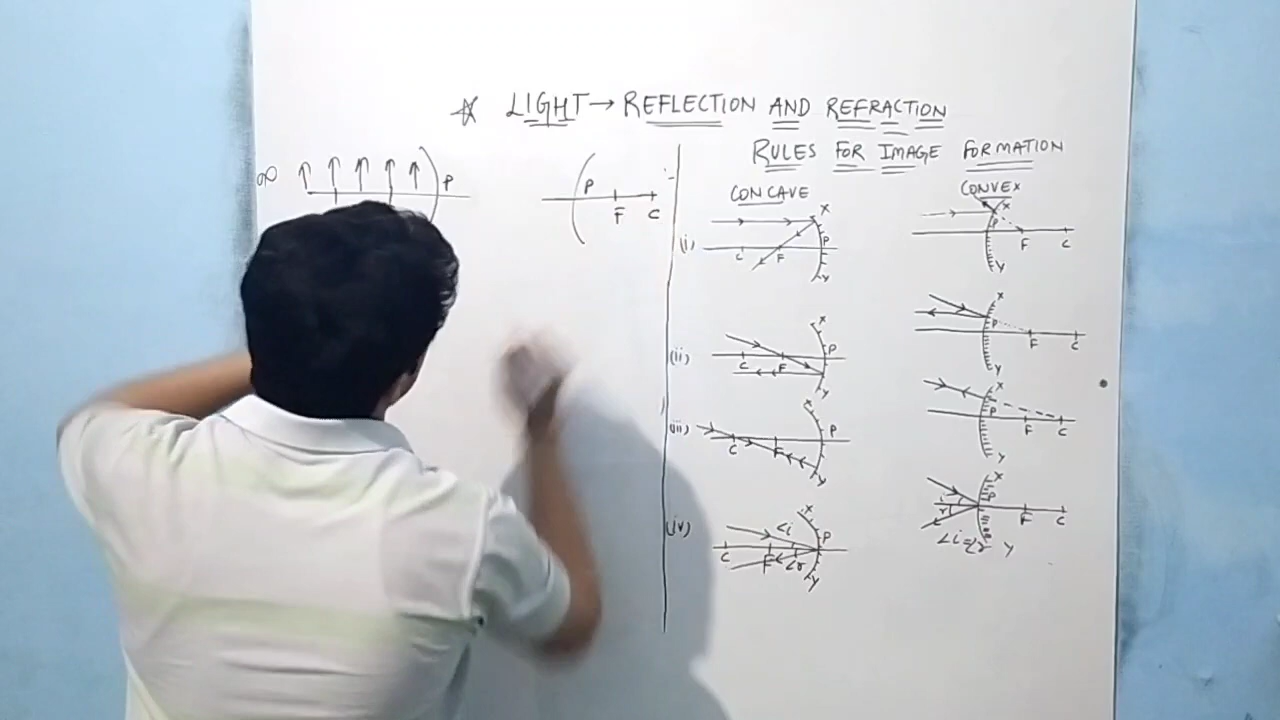 ☆ LIGHT → REFLECTION AND REFRACTION
RULES FOR IMAGE FORMATION
CONCAVE CONVEX
∞ P
P F C
(i) C F P X Y
P F C X Y
(ii) C F P X Y
P F C X Y
(iii) C F P X Y
P F C X Y
(iv) C F P X Y ∠i ∠r
P F C X Y i r
∠i=∠r